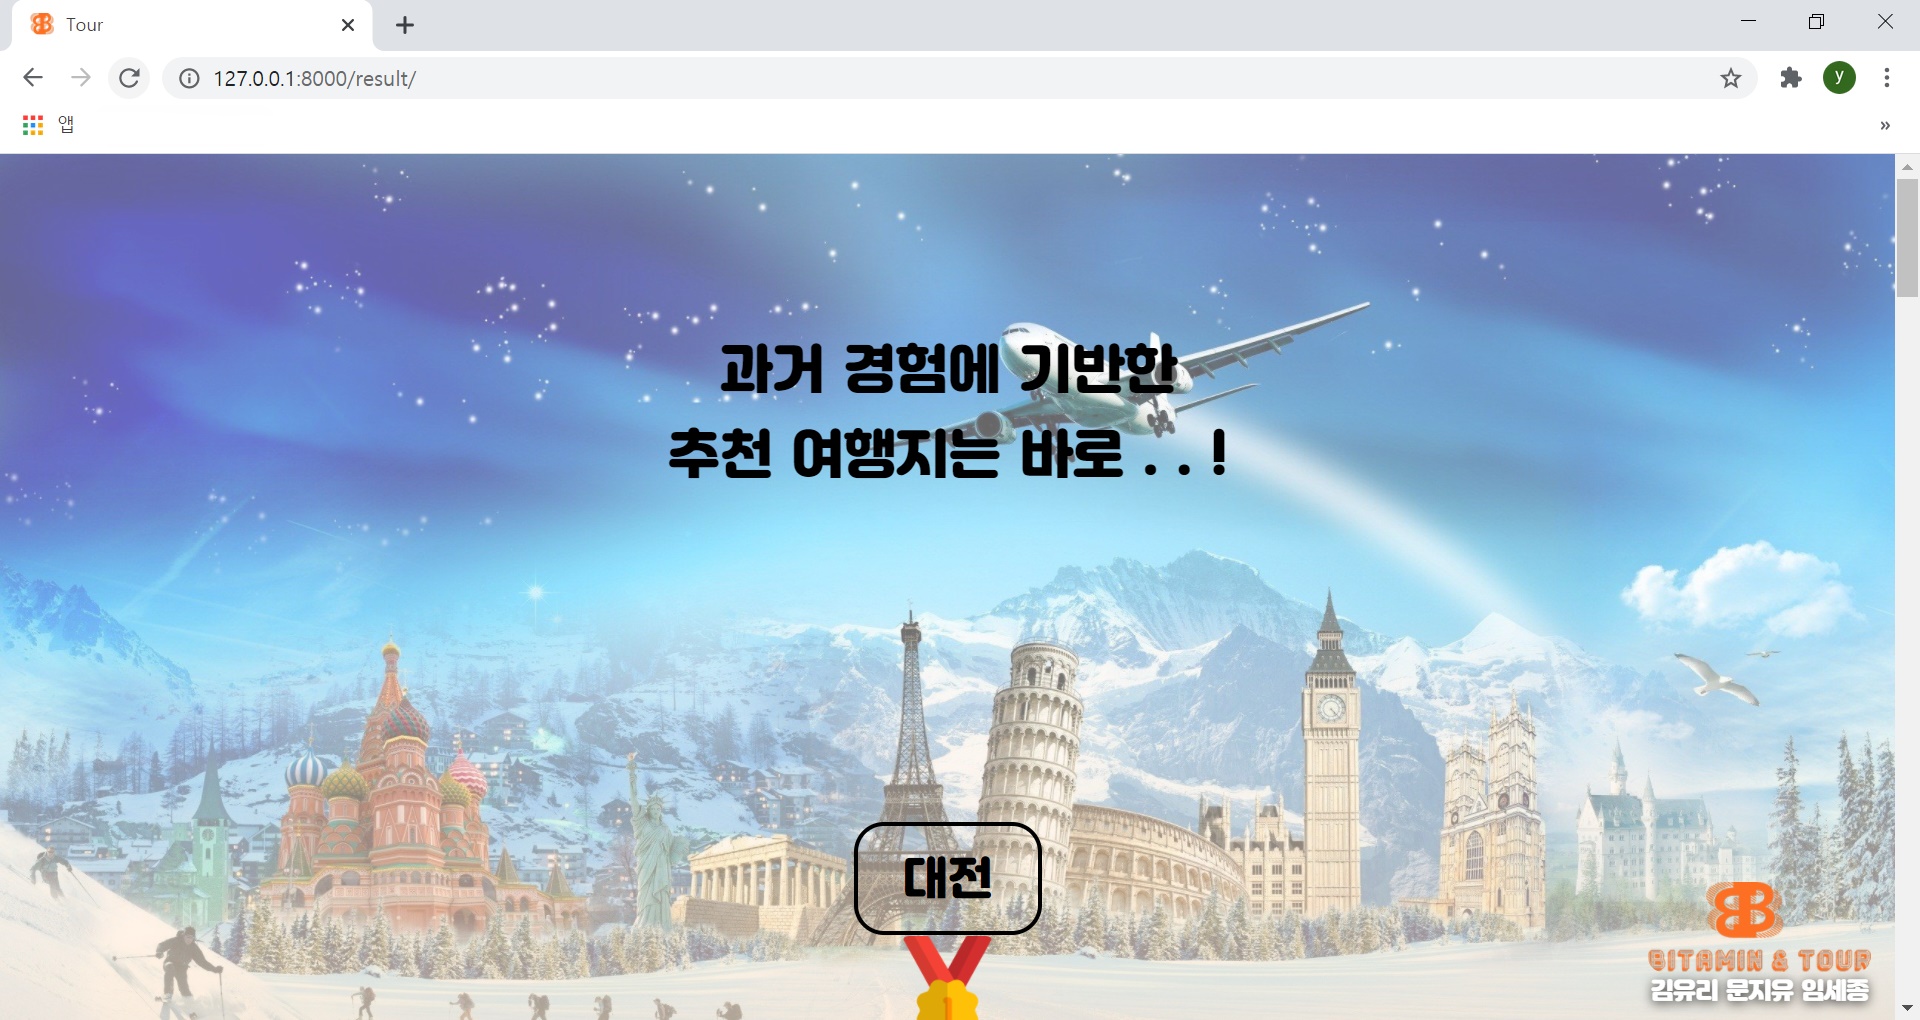 Tour
127.0.0.1:8000/result/
y
앱
과거 경험에 기반한
추천 여행지는 바로 . . !
대전
BITAMIN & TOUR
김유리 문지유 임세종